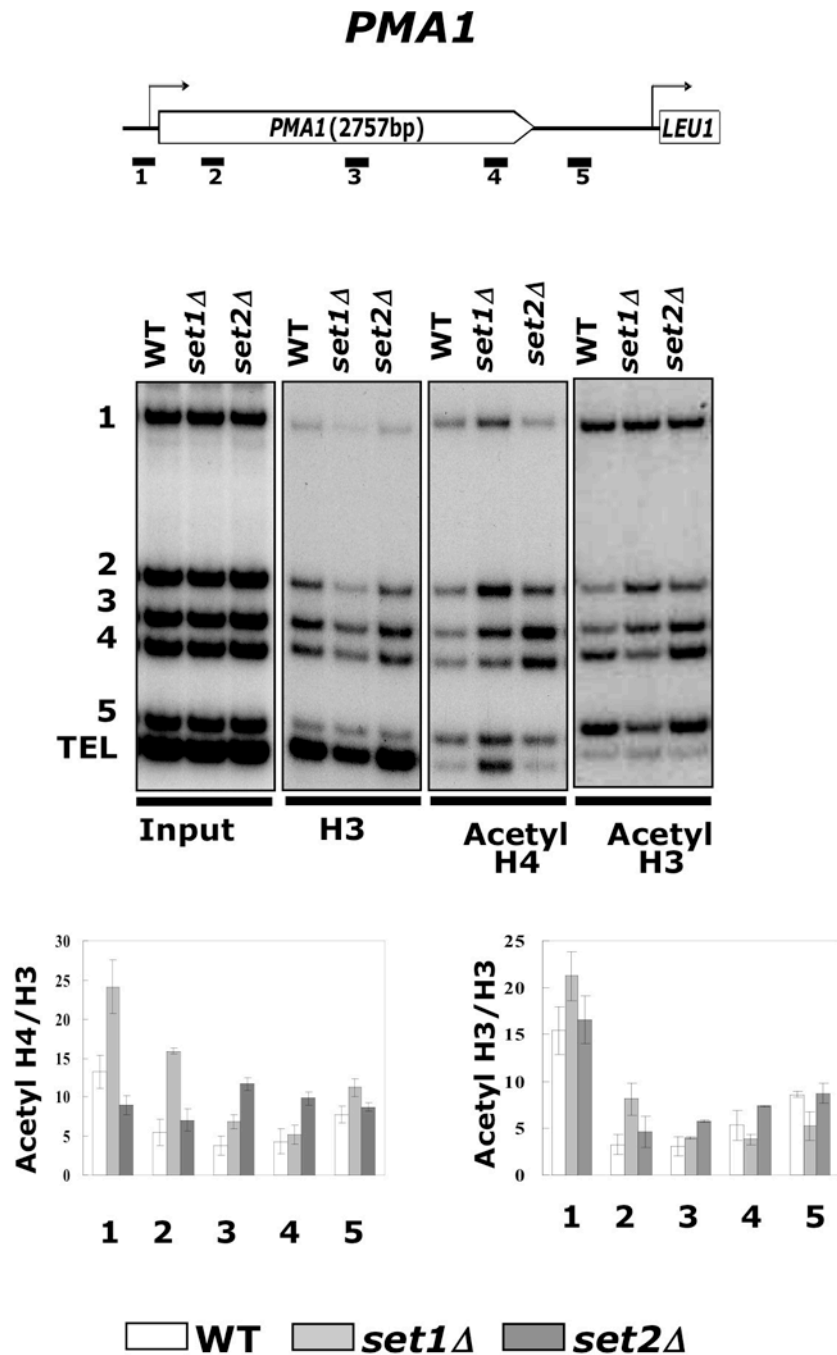 PMA1
PMA1(2757bp)
LEU1
1 2 3 4 5
WT set1Δ set2Δ WT set1Δ set2Δ WT set1Δ set2Δ WT set1Δ set2Δ
1
2
3
4
5
TEL
Input H3 Acetyl H4 Acetyl H3
Acetyl H4/H3
30
25
20
15
10
5
0
1 2 3 4 5
Acetyl H3/H3
25
20
15
10
5
0
1 2 3 4 5
WT set1Δ set2Δ